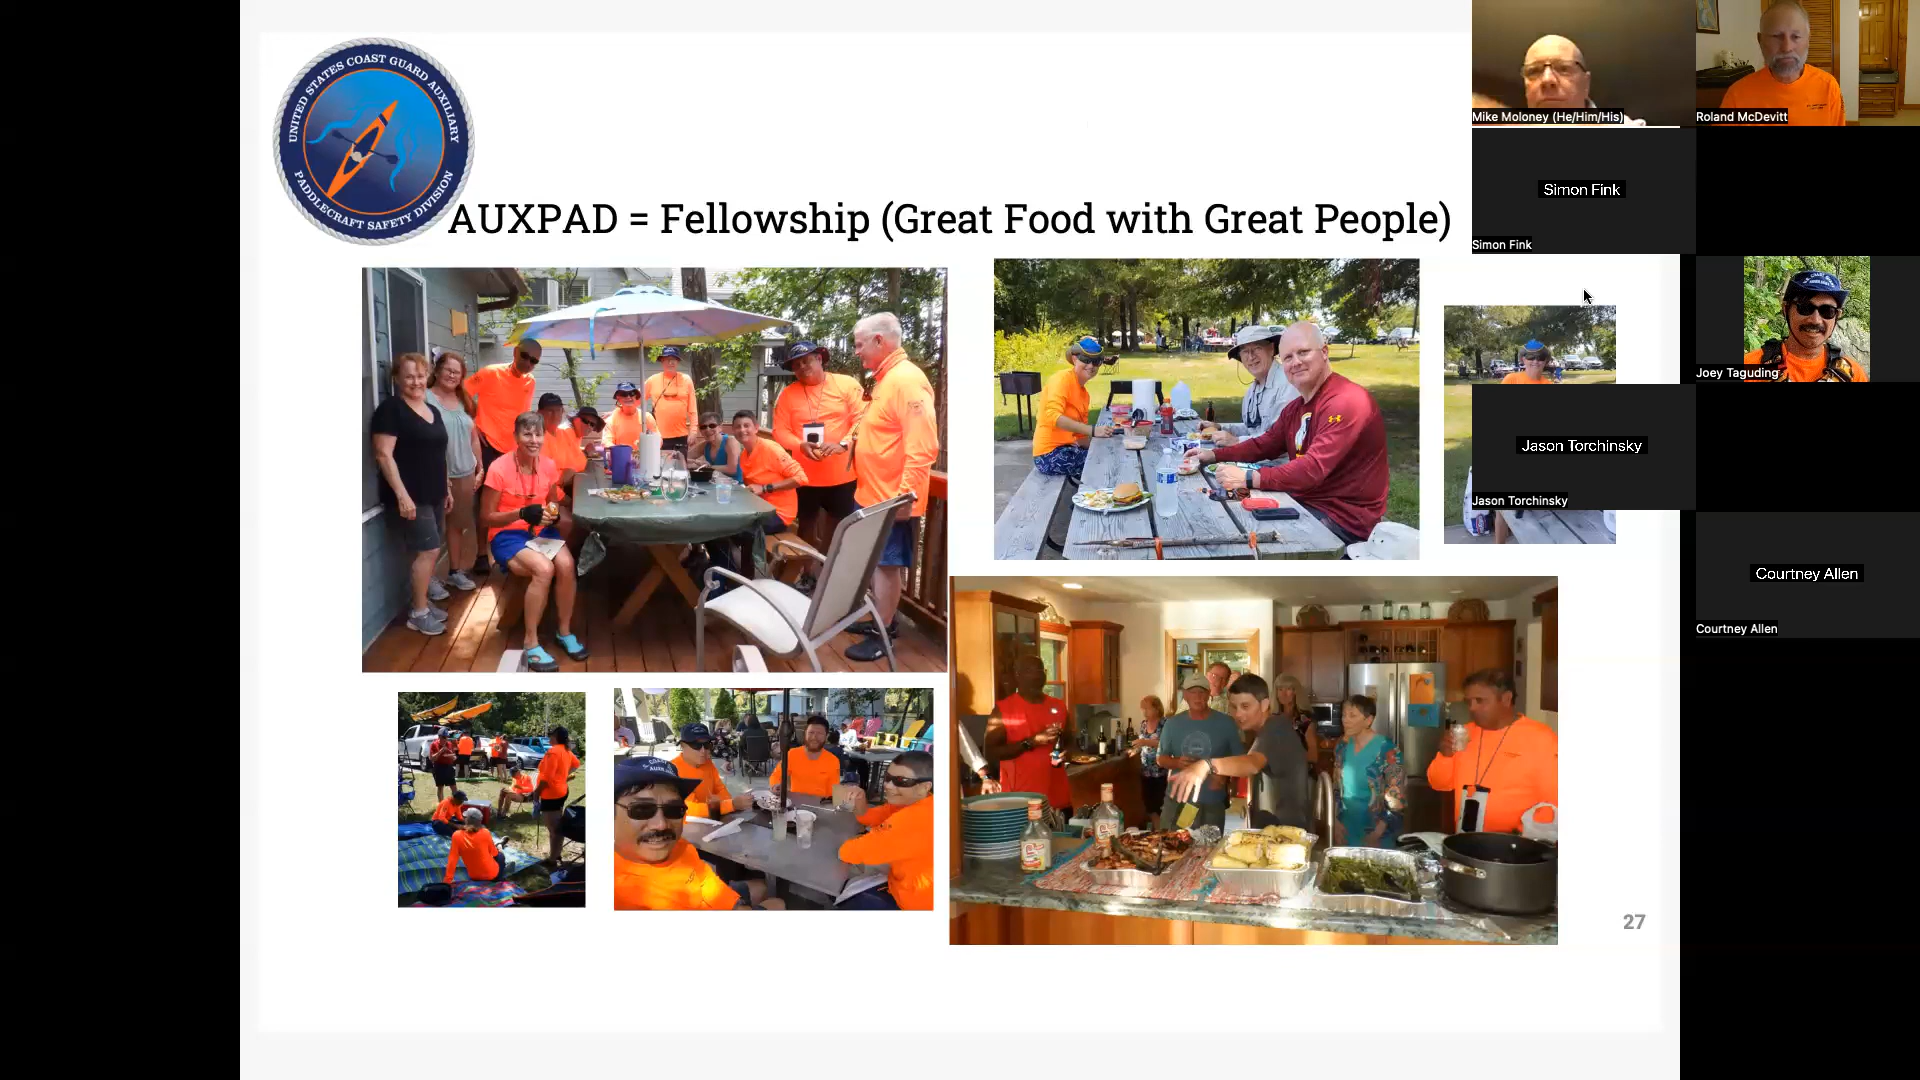 UNITED STATES COAST GUARD AUXILIARY
PADDLECRAFT SAFETY DIVISION
AUXPAD = Fellowship (Great Food with Great People)
27
Mike Moloney (He/Him/His)
Roland McDevitt
Simon Fink
Simon Fink
Joey Taguding
Jason Torchinsky
Jason Torchinsky
Courtney Allen
Courtney Allen